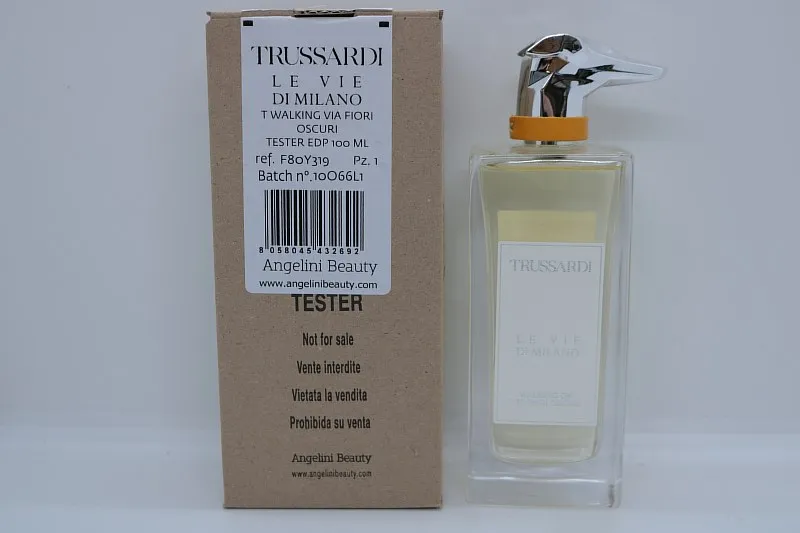 TRUSSARDI
LE VIE
DI MILANO
T WALKING VIA FIORI
OSCURI
TESTER EDP 100 ML
ref. F80Y319 Pz. 1
Batch nº.10O66L1
8 058045 432692
Angelini Beauty
www.angelinibeauty.com
TESTER
Not for sale
Vente interdite
Vietata la vendita
Prohibida su venta
Angelini Beauty
www.angelinibeauty.com
TRUSSARDI
LE VIE
DI MILANO